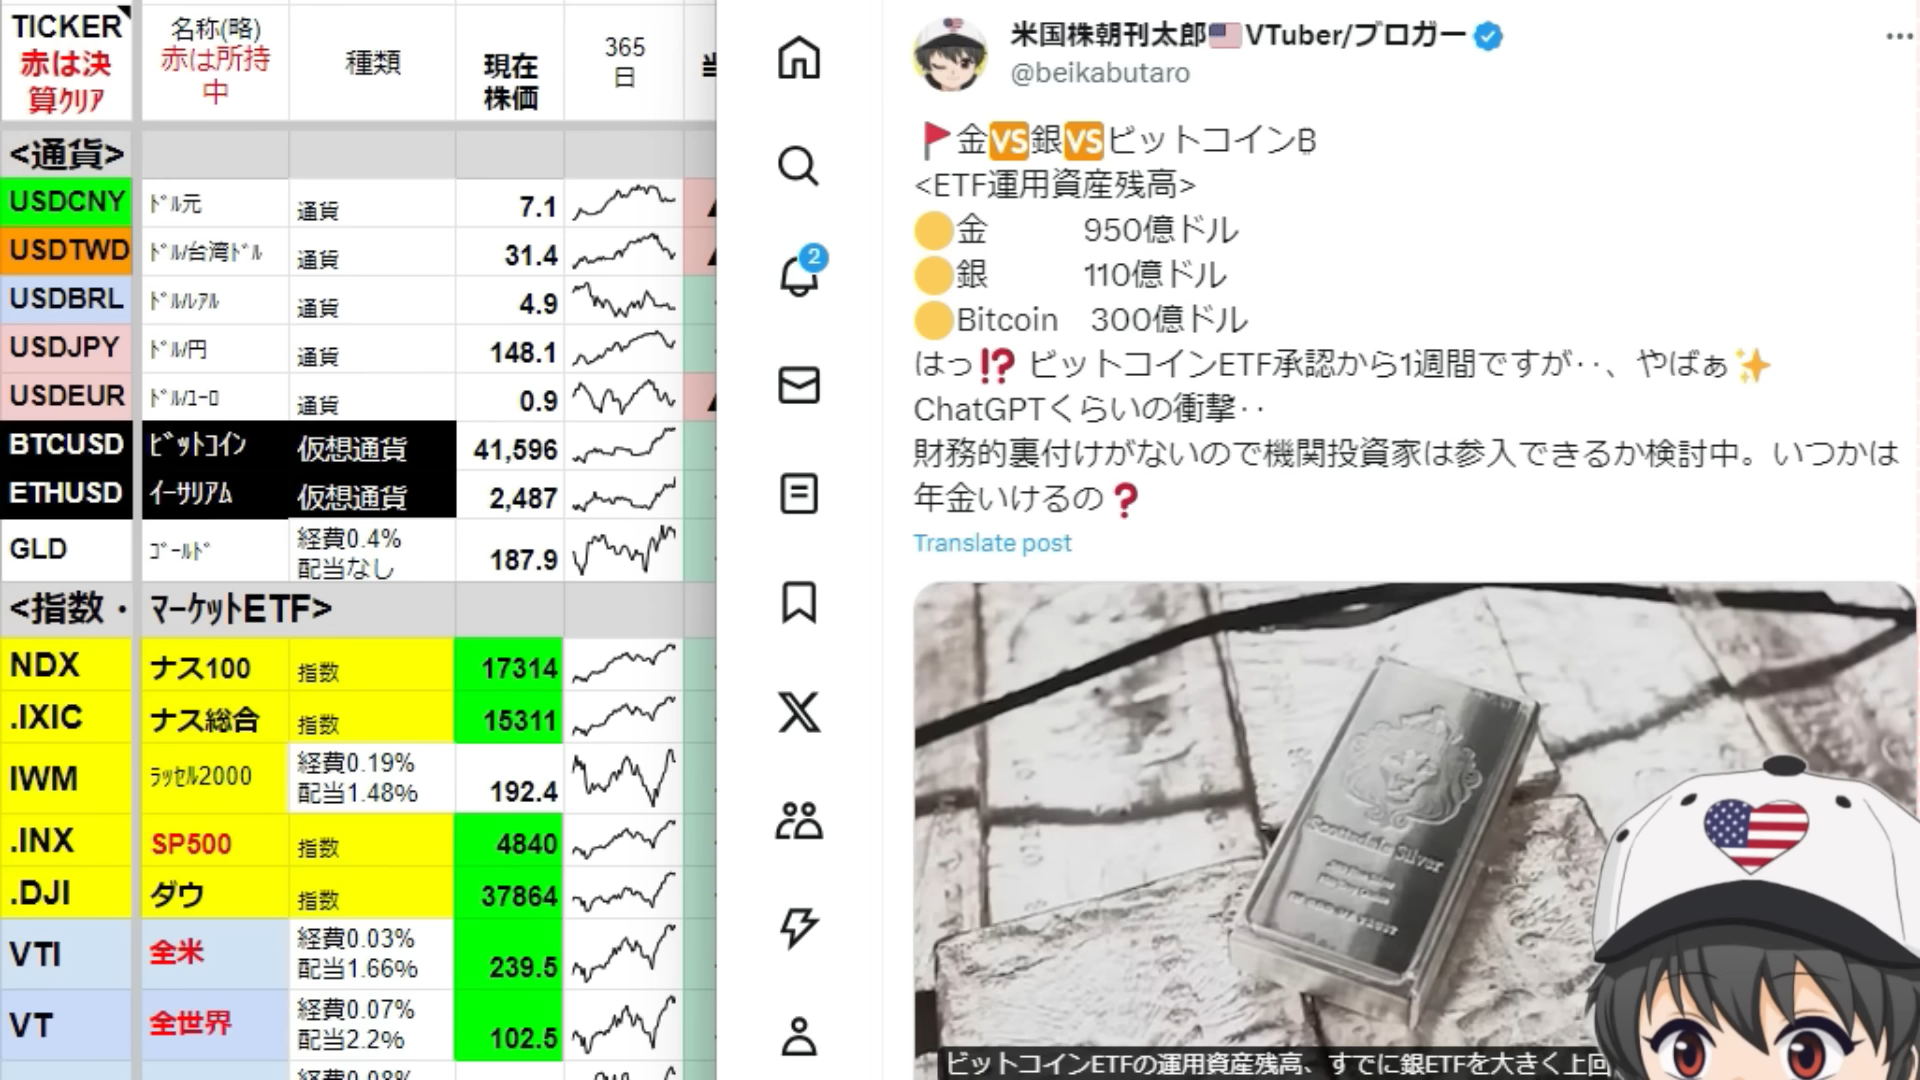 TICKER
赤は決
算ｸﾘｱ
名称(略)
赤は所持
中
種類
現在
株価
365
日
<通貨>
USDCNY ﾄﾞﾙ元 通貨 7.1
USDTWD ﾄﾞﾙ/台湾ﾄﾞﾙ 通貨 31.4
USDBRL ﾄﾞﾙ/ﾚｱﾙ 通貨 4.9
USDJPY ﾄﾞﾙ/円 通貨 148.1
USDEUR ﾄﾞﾙ/ﾕｰﾛ 通貨 0.9
BTCUSD ﾋﾞｯﾄｺｲﾝ 仮想通貨 41,596
ETHUSD ｲｰｻﾘｱﾑ 仮想通貨 2,487
GLD ｺﾞｰﾙﾄﾞ 経費0.4% 187.9
配当なし
<指数・ﾏｰｹｯﾄETF>
NDX ナス100 指数 17314
.IXIC ナス総合 指数 15311
IWM ﾗｯｾﾙ2000 経費0.19% 192.4
配当1.48%
.INX SP500 指数 4840
.DJI ダウ 指数 37864
VTI 全米 経費0.03% 239.5
配当1.66%
VT 全世界 経費0.07% 102.5
配当2.2%
2
米国株朝刊太郎🇺🇸VTuber/ブロガー
@beikabutaro
🚩金🆚銀🆚ビットコイン₿
<ETF運用資産残高>
🟡金 950億ドル
🟡銀 110億ドル
🟡Bitcoin 300億ドル
はっ⁉️ ビットコインETF承認から1週間ですが‥、やばぁ✨
ChatGPTくらいの衝撃‥
財務的裏付けがないので機関投資家は参入できるか検討中。いつかは
年金いけるの❓
Translate post
Scottsdale Silver
ビットコインETFの運用資産残高、すでに銀ETFを大きく上回